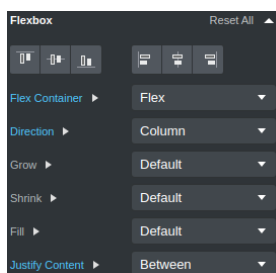 Flexbox Reset All
Flex Container Flex
Direction Column
Grow Default
Shrink Default
Fill Default
Justify Content Between